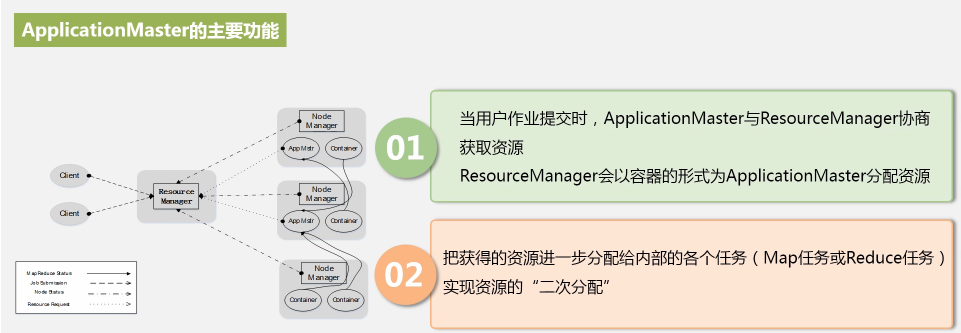 ApplicationMaster的主要功能
Node
Manager
App Mstr
Container
Client
Resource
Manager
Client
Node
Manager
App Mstr
Container
Node
Manager
Container
Container
MapReduce Status
Job Submission
Node Status
Resource Request
01
当用户作业提交时，ApplicationMaster与ResourceManager协商
获取资源
ResourceManager会以容器的形式为ApplicationMaster分配资源
02
把获得的资源进一步分配给内部的各个任务（Map任务或Reduce任务）
实现资源的“二次分配”